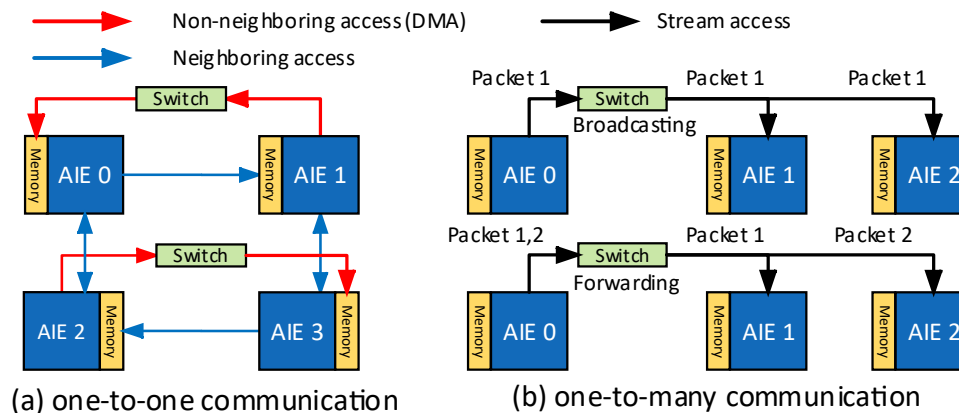 Non-neighboring access (DMA)
Stream access
Neighboring access
Switch
Memory
AIE 0
Memory
AIE 1
Switch
AIE 2
Memory
AIE 3
Memory
(a) one-to-one communication
Packet 1
Packet 1
Packet 1
Switch
Broadcasting
Memory
AIE 0
Memory
AIE 1
Memory
AIE 2
Packet 1,2
Packet 1
Packet 2
Switch
Forwarding
Memory
AIE 0
Memory
AIE 1
Memory
AIE 2
(b) one-to-many communication